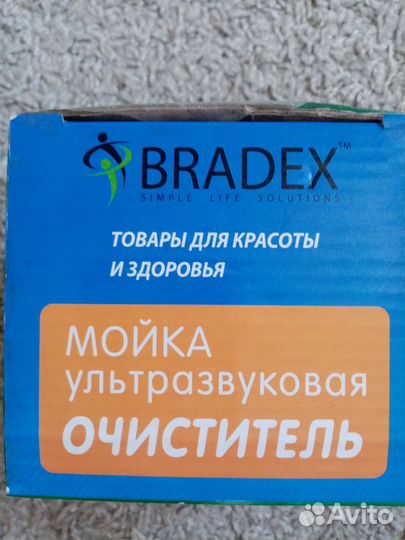 BRADEX™
SIMPLE LIFE SOLUTIONS
ТОВАРЫ ДЛЯ КРАСОТЫ
И ЗДОРОВЬЯ
МОЙКА
ультразвуковая
ОЧИСТИТЕЛЬ
Avito